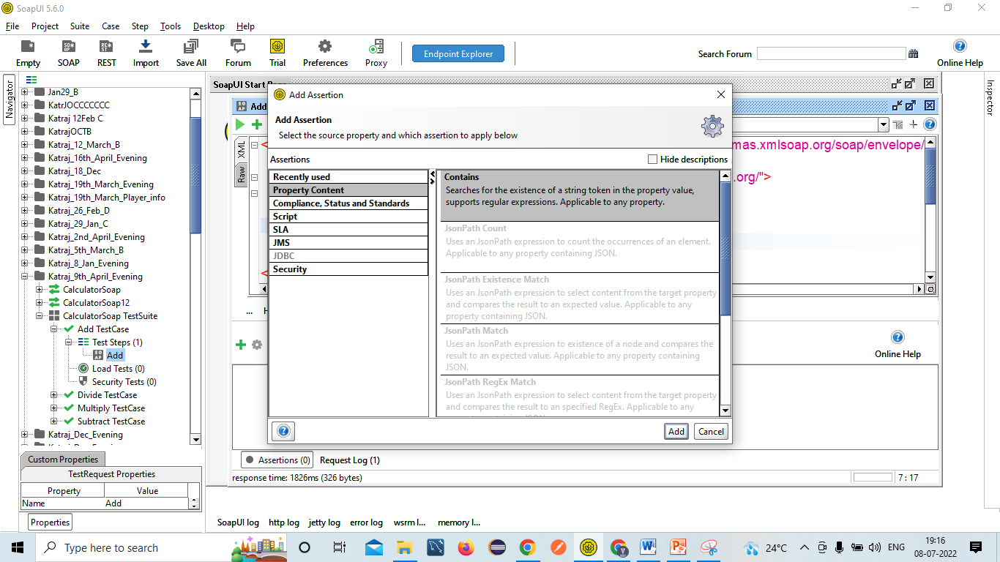 SoapUI 5.6.0
File Project Suite Case Step Tools Desktop Help
Empty SOAP REST Import Save All Forum Trial Preferences Proxy Endpoint Explorer Search Forum Online Help
Navigator
Inspector
Jan29_B
KatrJOCCCCCCC
Katraj 12Feb C
KatrajOCTB
Katraj_12_March_B
Katraj_16th_April_Evening
Katraj_18_Dec
Katraj_19th_March_Evening
Katraj_19th_March_Player_info
Katraj_26_Feb_D
Katraj_29_Jan_C
Katraj_2nd_April_Evening
Katraj_5th_March_B
Katraj_8_Jan_Evening
Katraj_9th_April_Evening
CalculatorSoap
CalculatorSoap12
CalculatorSoap TestSuite
Add TestCase
Test Steps (1)
Add
Load Tests (0)
Security Tests (0)
Divide TestCase
Multiply TestCase
Subtract TestCase
Katraj_Dec_Evening
Custom Properties
TestRequest Properties
Property Value
Name Add
Properties
SoapUI Start
Add
XML
Raw
mas.xmlsoap.org/soap/envelope/
.org/">
Add Assertion
Add Assertion
Select the source property and which assertion to apply below
Assertions
Hide descriptions
Recently used
Property Content
Compliance, Status and Standards
Script
SLA
JMS
JDBC
Security
Contains
Searches for the existence of a string token in the property value,
supports regular expressions. Applicable to any property.
JsonPath Count
Uses an JsonPath expression to count the occurrences of an element.
Applicable to any property containing JSON.
JsonPath Existence Match
Uses an JsonPath expression to select content from the target property
and compares the result to an expected value. Applicable to any
property containing JSON.
JsonPath Match
Uses an JsonPath expression to existence of a node and compares the
result to an expected value. Applicable to any property containing
JSON.
JsonPath RegEx Match
Uses an JsonPath expression to select content from the target property
and compares the result to an specified RegEx. Applicable to any
Add Cancel
... H
Online Help
Assertions (0) Request Log (1)
response time: 1826ms (326 bytes)
7 : 17
SoapUI log http log jetty log error log wsrm l... memory l...
Type here to search
24°C
ENG
19:16
08-07-2022